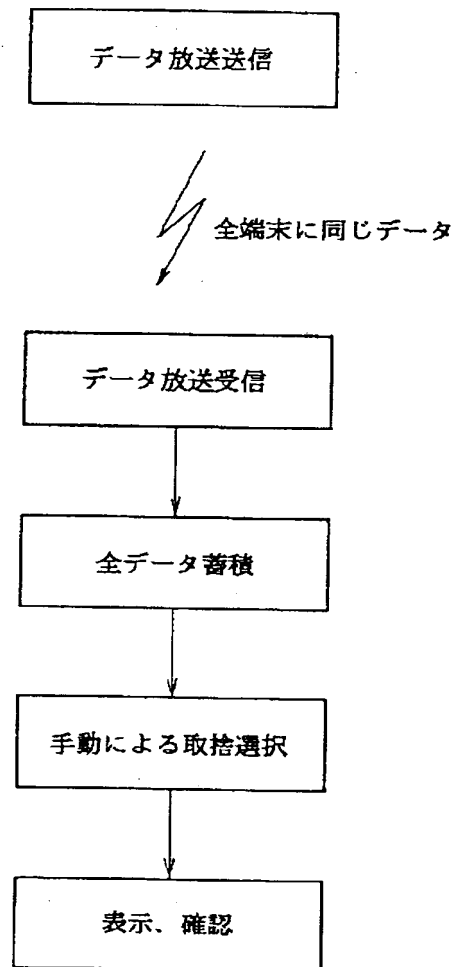 データ放送送信
全端末に同じデータ
データ放送受信
全データ蓄積
手動による取捨選択
表示、確認